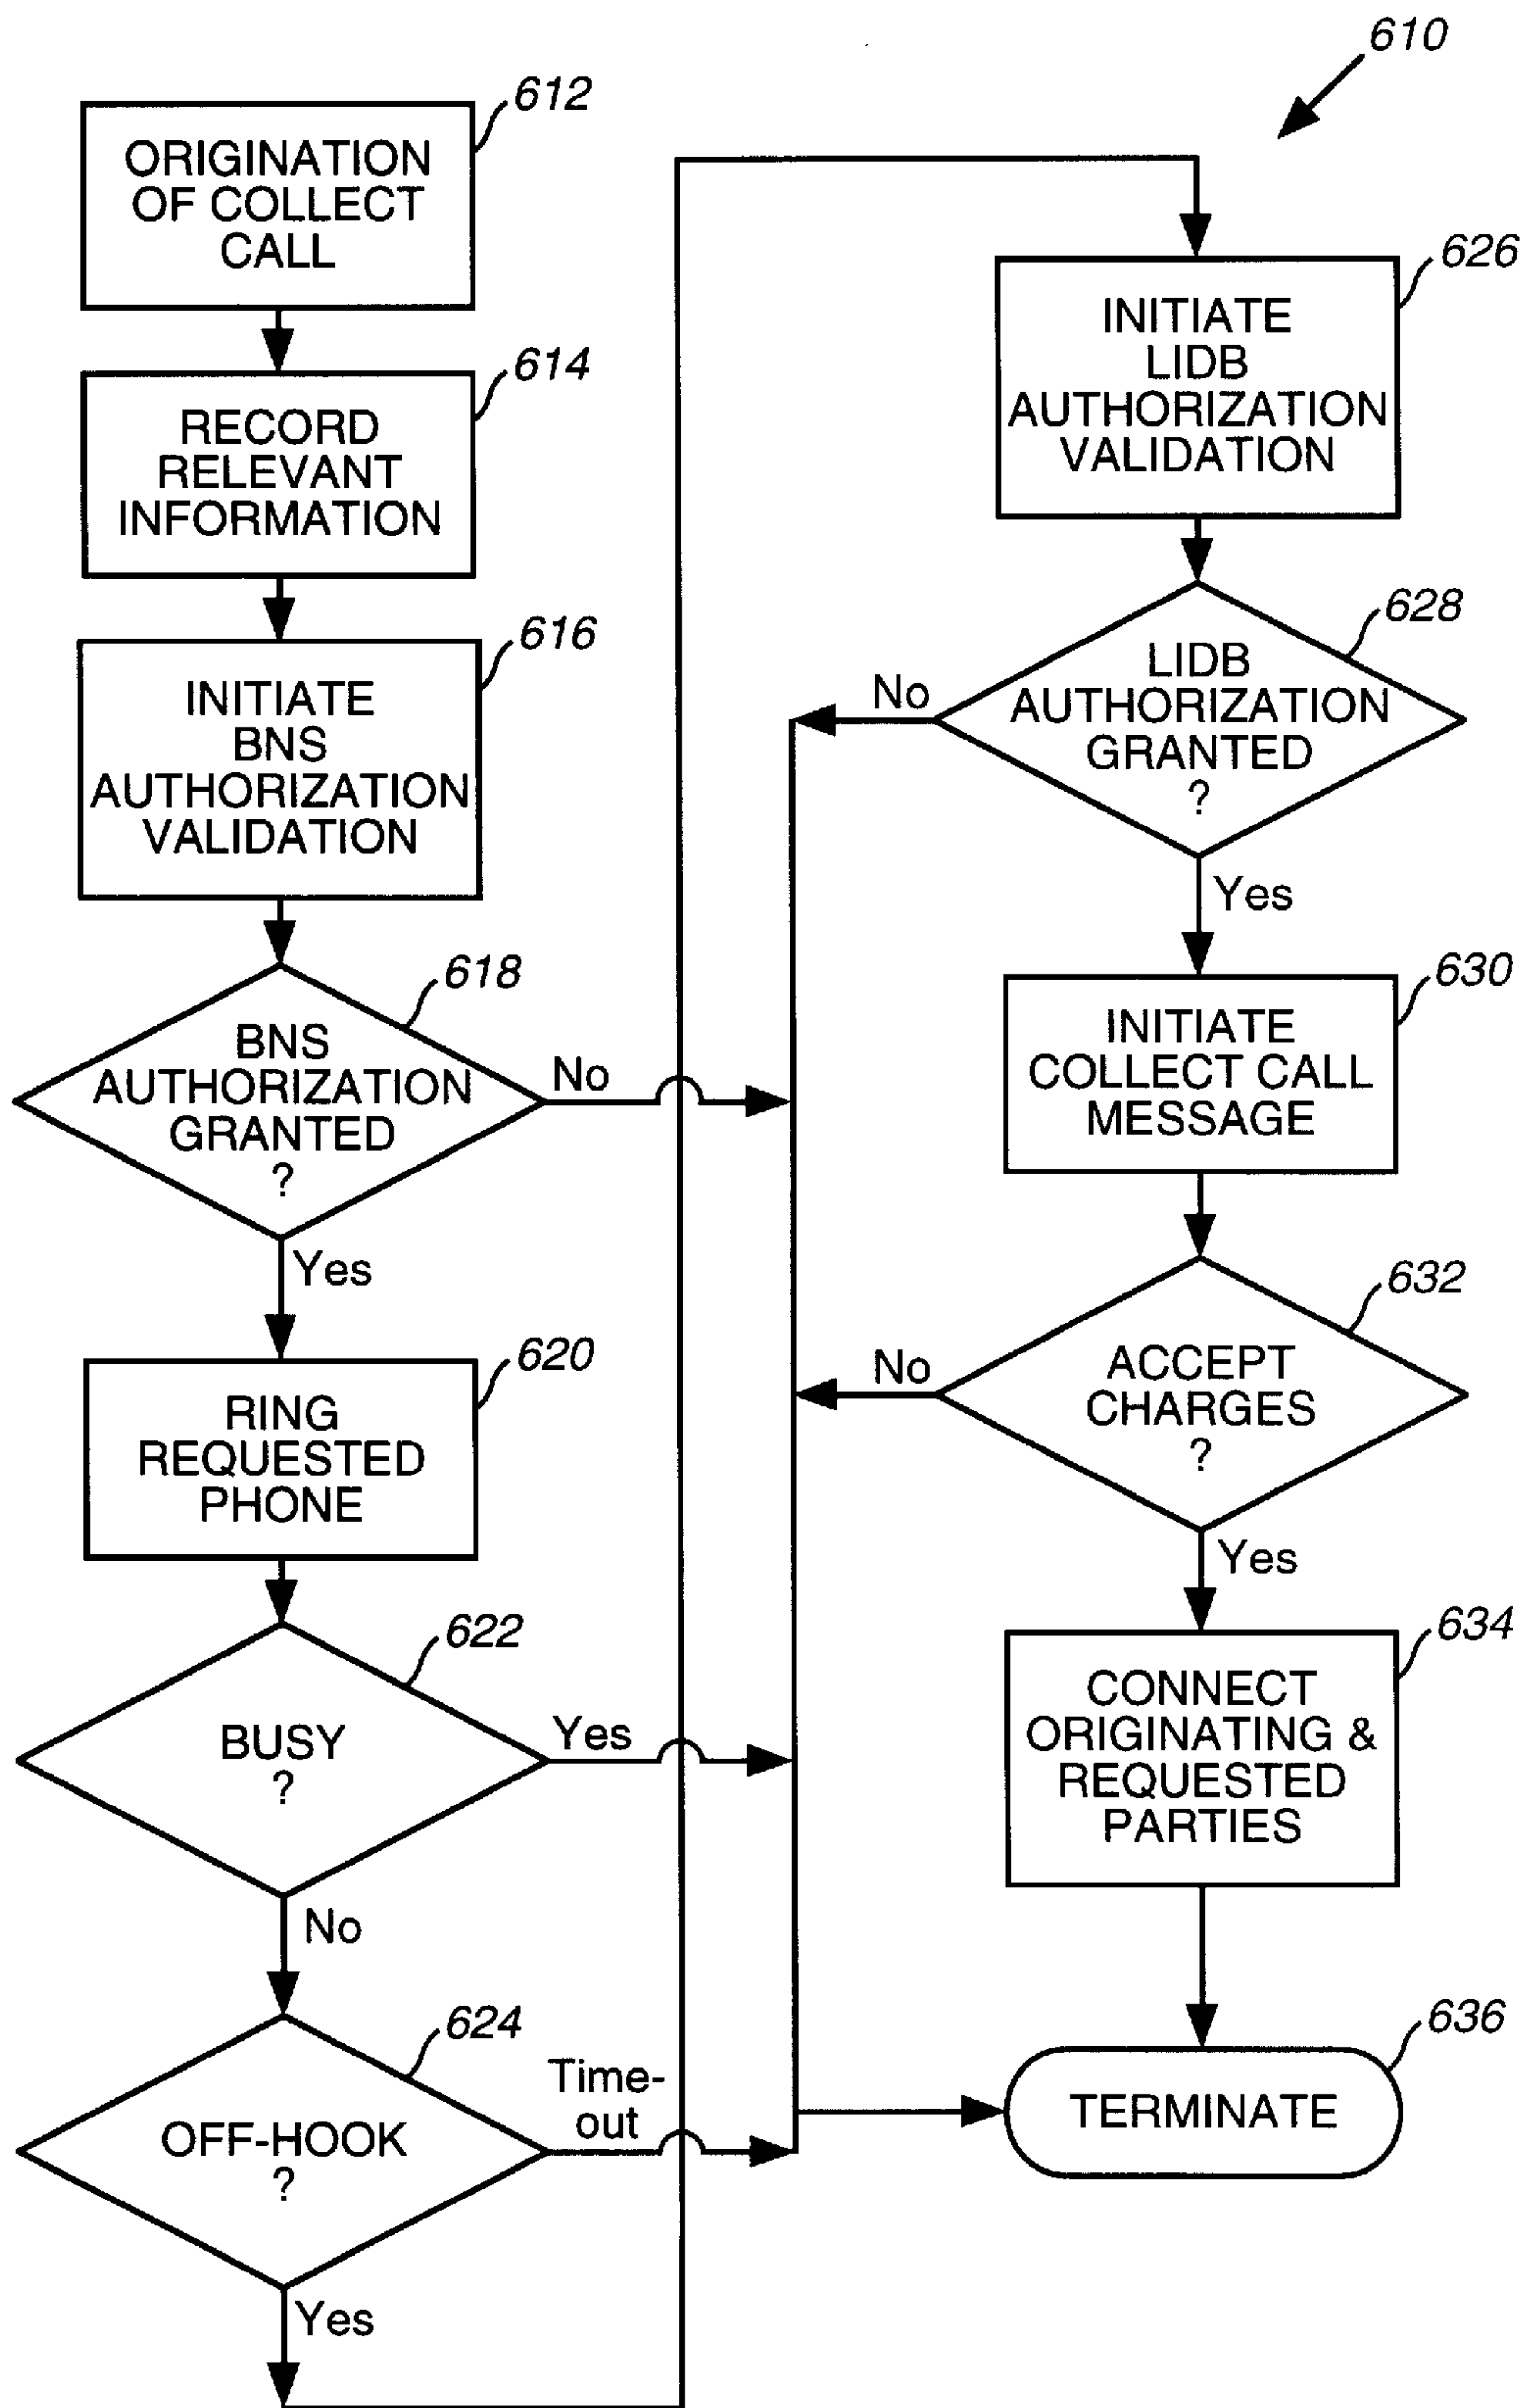 610
612
ORIGINATION
OF COLLECT
CALL
614
RECORD
RELEVANT
INFORMATION
616
INITIATE
BNS
AUTHORIZATION
VALIDATION
618
BNS
AUTHORIZATION
GRANTED
?
No
Yes
620
RING
REQUESTED
PHONE
622
BUSY
?
Yes
No
624
OFF-HOOK
?
Time-
out
Yes
626
INITIATE
LIDB
AUTHORIZATION
VALIDATION
628
LIDB
AUTHORIZATION
GRANTED
?
No
Yes
630
INITIATE
COLLECT CALL
MESSAGE
632
ACCEPT
CHARGES
?
No
Yes
634
CONNECT
ORIGINATING &
REQUESTED
PARTIES
636
TERMINATE